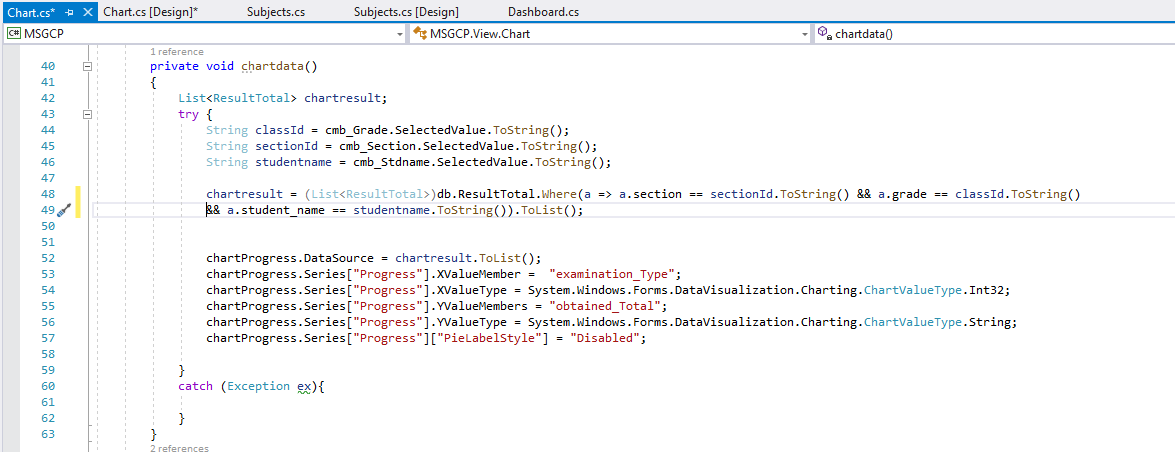 Chart.cs* Chart.cs [Design]* Subjects.cs Subjects.cs [Design] Dashboard.cs
C# MSGCP MSGCP.View.Chart chartdata()
1 reference
40 private void chartdata()
41 {
42 List<ResultTotal> chartresult;
43 try {
44 String classId = cmb_Grade.SelectedValue.ToString();
45 String sectionId = cmb_Section.SelectedValue.ToString();
46 String studentname = cmb_Stdname.SelectedValue.ToString();
47
48 chartresult = (List<ResultTotal>)db.ResultTotal.Where(a => a.section == sectionId.ToString() && a.grade == classId.ToString()
49 && a.student_name == studentname.ToString()).ToList();
50
51
52 chartProgress.DataSource = chartresult.ToList();
53 chartProgress.Series["Progress"].XValueMember = "examination_Type";
54 chartProgress.Series["Progress"].XValueType = System.Windows.Forms.DataVisualization.Charting.ChartValueType.Int32;
55 chartProgress.Series["Progress"].YValueMembers = "obtained_Total";
56 chartProgress.Series["Progress"].YValueType = System.Windows.Forms.DataVisualization.Charting.ChartValueType.String;
57 chartProgress.Series["Progress"]["PieLabelStyle"] = "Disabled";
58
59 }
60 catch (Exception ex){
61
62 }
63 }
2 references